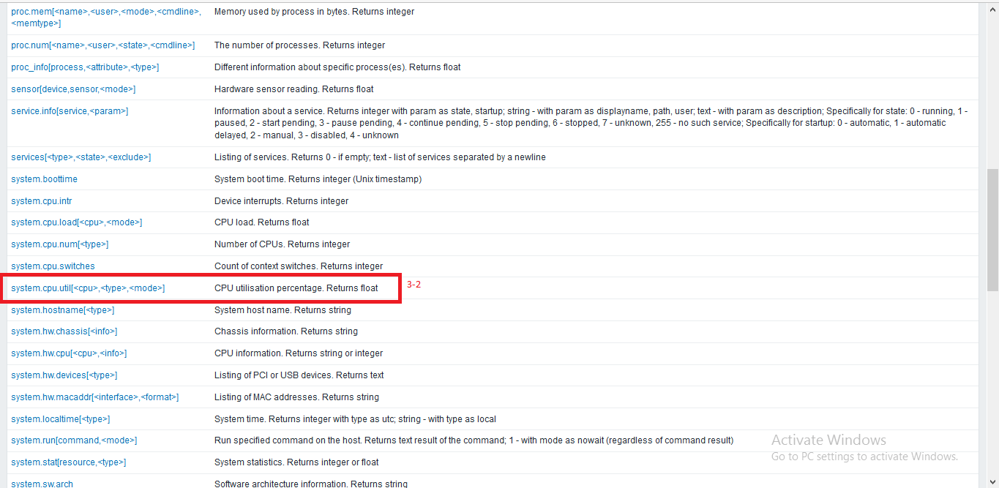 proc.mem[<name>,<user>,<mode>,<cmdline>, Memory used by process in bytes. Returns integer
<memtype>]
proc.num[<name>,<user>,<state>,<cmdline>] The number of processes. Returns integer
proc_info[process,<attribute>,<type>] Different information about specific process(es). Returns float
sensor[device,sensor,<mode>] Hardware sensor reading. Returns float
service.info[service,<param>] Information about a service. Returns integer with param as state, startup; string - with param as displayname, path, user; text - with param as description; Specifically for state: 0 - running, 1 -
paused, 2 - start pending, 3 - pause pending, 4 - continue pending, 5 - stop pending, 6 - stopped, 7 - unknown, 255 - no such service; Specifically for startup: 0 - automatic, 1 - automatic
delayed, 2 - manual, 3 - disabled, 4 - unknown
services[<type>,<state>,<exclude>] Listing of services. Returns 0 - if empty; text - list of services separated by a newline
system.boottime System boot time. Returns integer (Unix timestamp)
system.cpu.intr Device interrupts. Returns integer
system.cpu.load[<cpu>,<mode>] CPU load. Returns float
system.cpu.num[<type>] Number of CPUs. Returns integer
system.cpu.switches Count of context switches. Returns integer
system.cpu.util[<cpu>,<type>,<mode>] CPU utilisation percentage. Returns float 3-2
system.hostname[<type>] System host name. Returns string
system.hw.chassis[<info>] Chassis information. Returns string
system.hw.cpu[<cpu>,<info>] CPU information. Returns string or integer
system.hw.devices[<type>] Listing of PCI or USB devices. Returns text
system.hw.macaddr[<interface>,<format>] Listing of MAC addresses. Returns string
system.localtime[<type>] System time. Returns integer with type as utc; string - with type as local
system.run[command,<mode>] Run specified command on the host. Returns text result of the command; 1 - with mode as nowait (regardless of command result)
Activate Windows
Go to PC settings to activate Windows.
system.stat[resource,<type>] System statistics. Returns integer or float
system.sw.arch Software architecture information. Returns string